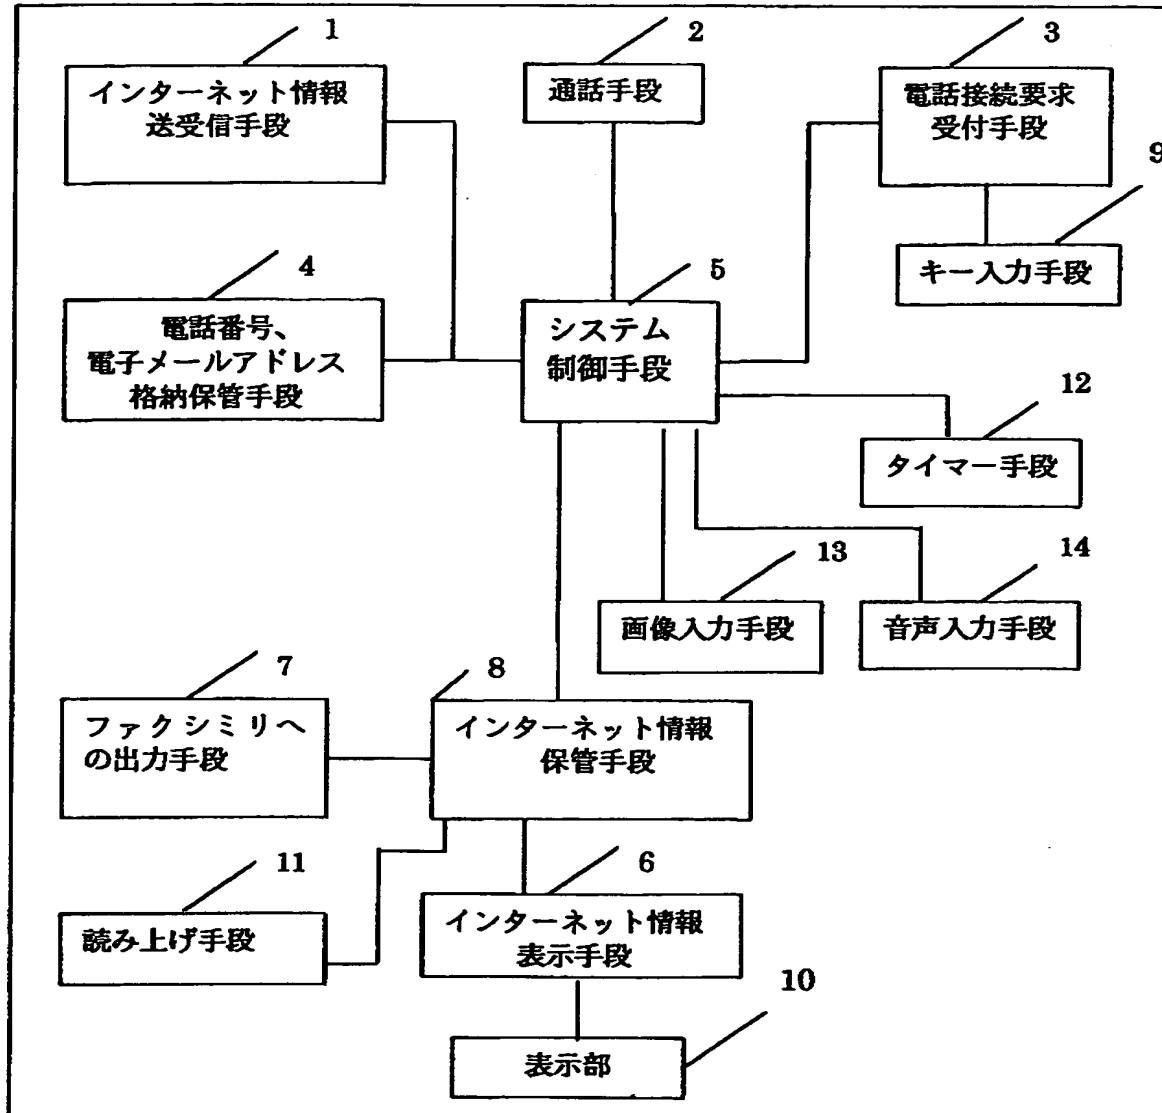 1
インターネット情報
送受信手段
2
通話手段
3
電話接続要求
受付手段
9
キー入力手段
4
電話番号、
電子メールアドレス
格納保管手段
5
システム
制御手段
12
タイマー手段
13
画像入力手段
14
音声入力手段
7
ファクシミリへ
の出力手段
8
インターネット情報
保管手段
11
読み上げ手段
6
インターネット情報
表示手段
10
表示部